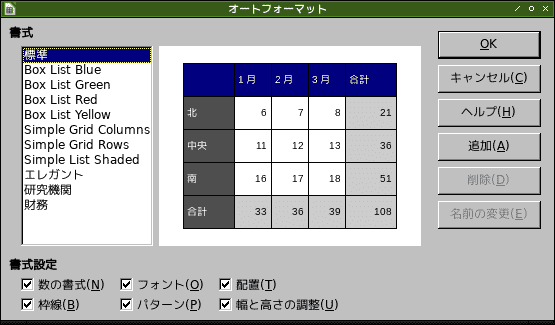 オートフォーマット
書式
標準
Box List Blue
Box List Green
Box List Red
Box List Yellow
Simple Grid Columns
Simple Grid Rows
Simple List Shaded
エレガント
研究機関
財務
1月 2月 3月 合計
北 6 7 8 21
中央 11 12 13 36
南 16 17 18 51
合計 33 36 39 108
OK
キャンセル(C)
ヘルプ(H)
追加(A)
削除(D)
名前の変更(E)
書式設定
数の書式(N) フォント(O) 配置(T)
枠線(B) パターン(P) 幅と高さの調整(U)